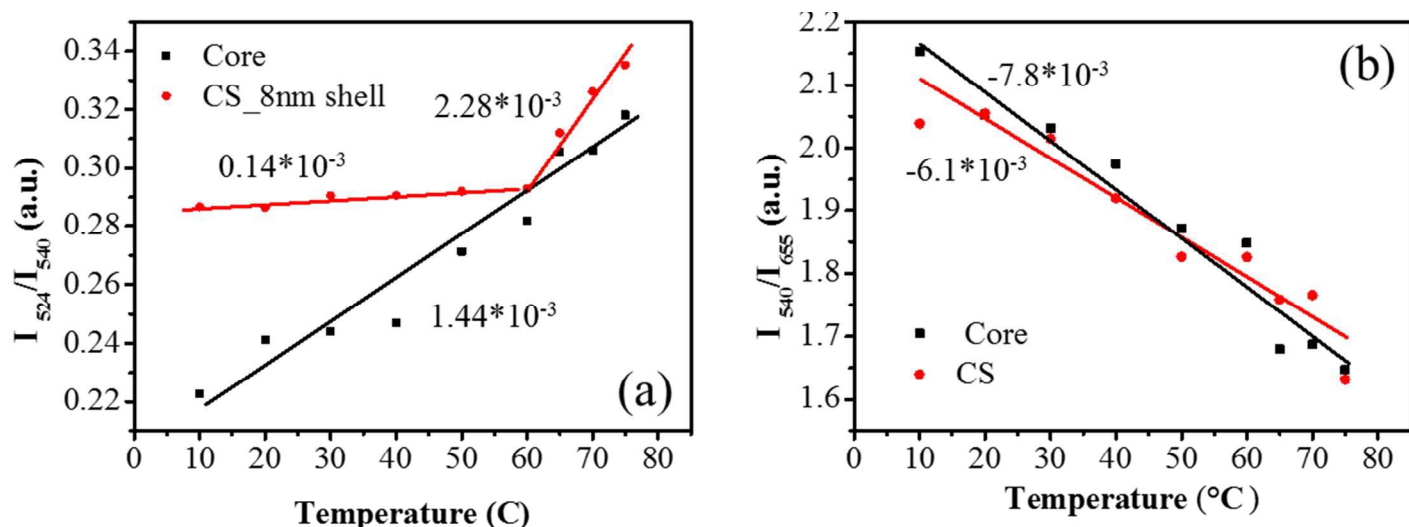 0.34
0.32
0.30
0.28
0.26
0.24
0.22
I 524/I540 (a.u.)
Core
CS_8nm shell
2.28*10-3
0.14*10-3
1.44*10-3
(a)
0 10 20 30 40 50 60 70 80
Temperature (C)
2.2
2.1
2.0
1.9
1.8
1.7
1.6
I 540/I655 (a.u.)
(b)
-7.8*10-3
-6.1*10-3
Core
CS
0 10 20 30 40 50 60 70 80
Temperature (°C)